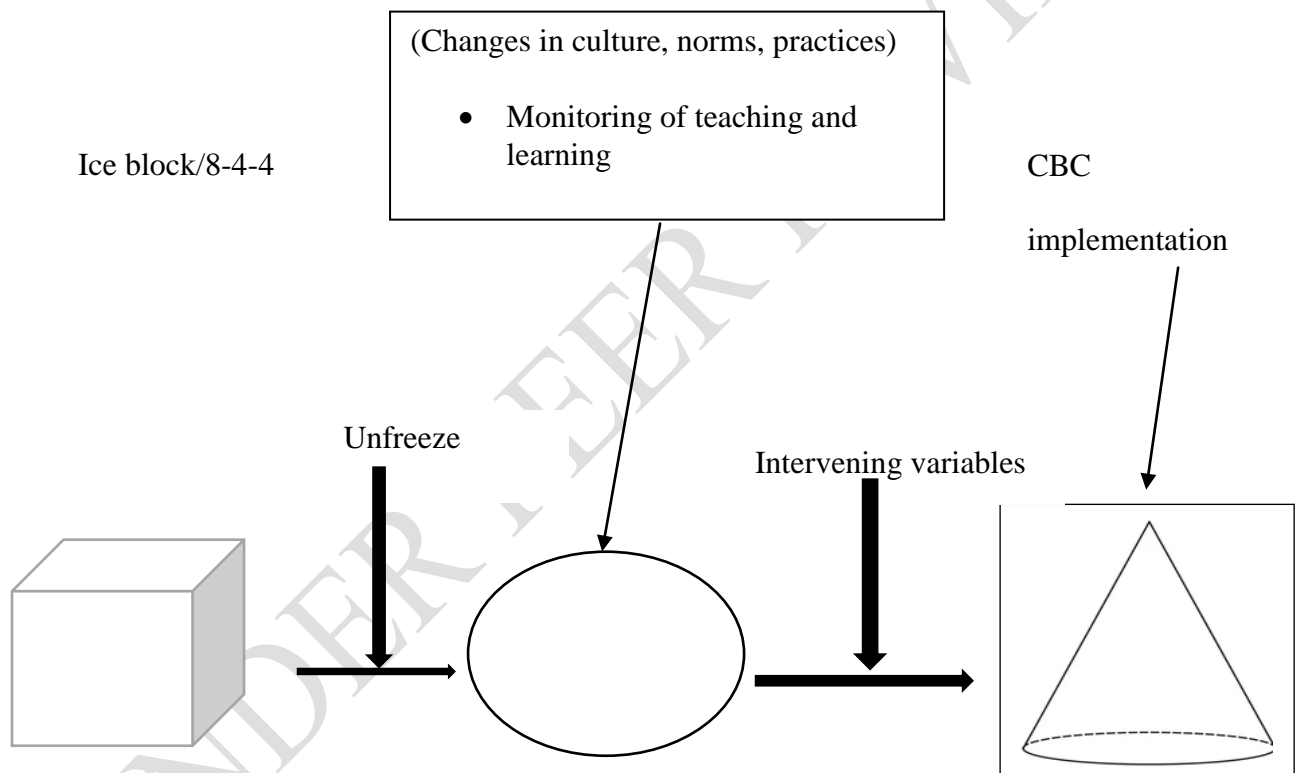 (Changes in culture, norms, practices)
• Monitoring of teaching and
learning
Ice block/8-4-4
CBC
implementation
Unfreeze
Intervening variables